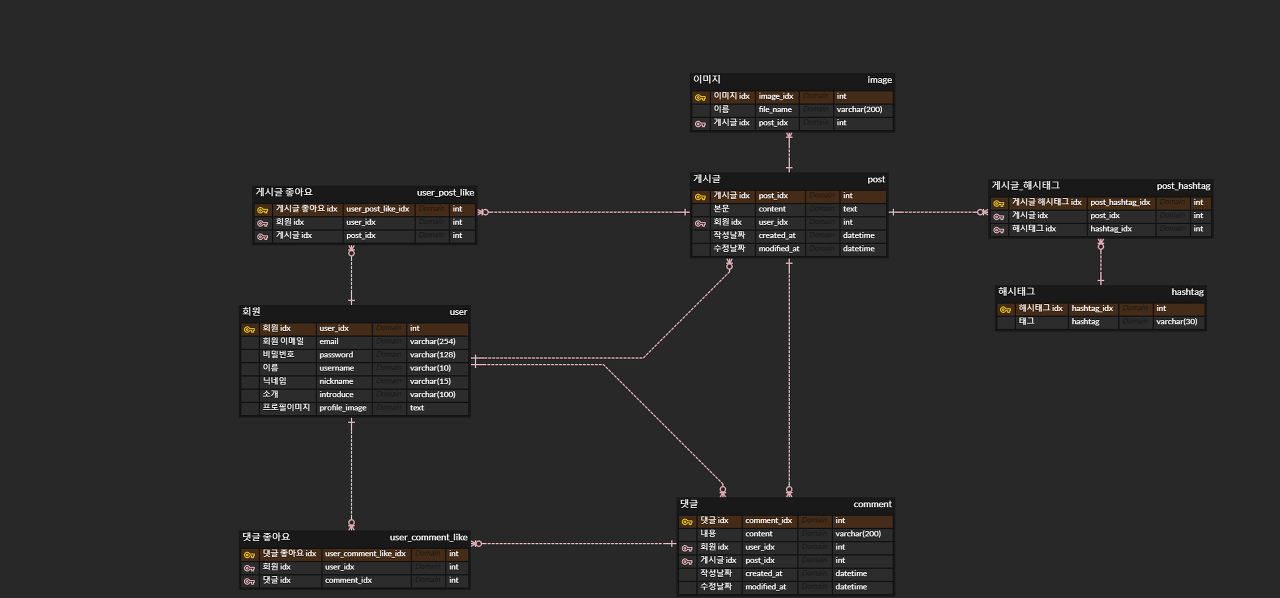 이미지 image
이미지 idx image_idx Domain int
이름 file_name Domain varchar(200)
게시글 idx post_idx Domain int
게시글 post
게시글 idx post_idx Domain int
본문 content Domain text
회원 idx user_idx Domain int
작성날짜 created_at Domain datetime
수정날짜 modified_at Domain datetime
게시글_해시태그 post_hashtag
게시글 해시태그 idx post_hashtag_idx Domain int
게시글 idx post_idx Domain int
해시태그 idx hashtag_idx Domain int
게시글 좋아요 user_post_like
게시글 좋아요 idx user_post_like_idx Domain int
회원 idx user_idx Domain int
게시글 idx post_idx Domain int
해시태그 hashtag
해시태그 idx hashtag_idx Domain int
태그 hashtag Domain varchar(30)
회원 user
회원 idx user_idx Domain int
회원 이메일 email Domain varchar(254)
비밀번호 password Domain varchar(128)
이름 username Domain varchar(10)
닉네임 nickname Domain varchar(15)
소개 introduce Domain varchar(100)
프로필이미지 profile_image Domain text
댓글 comment
댓글 idx comment_idx Domain int
내용 content Domain varchar(200)
회원 idx user_idx Domain int
게시글 idx post_idx Domain int
작성날짜 created_at Domain datetime
수정날짜 modified_at Domain datetime
댓글 좋아요 user_comment_like
댓글 좋아요 idx user_comment_like_idx Domain int
회원 idx user_idx Domain int
댓글 idx comment_idx Domain int